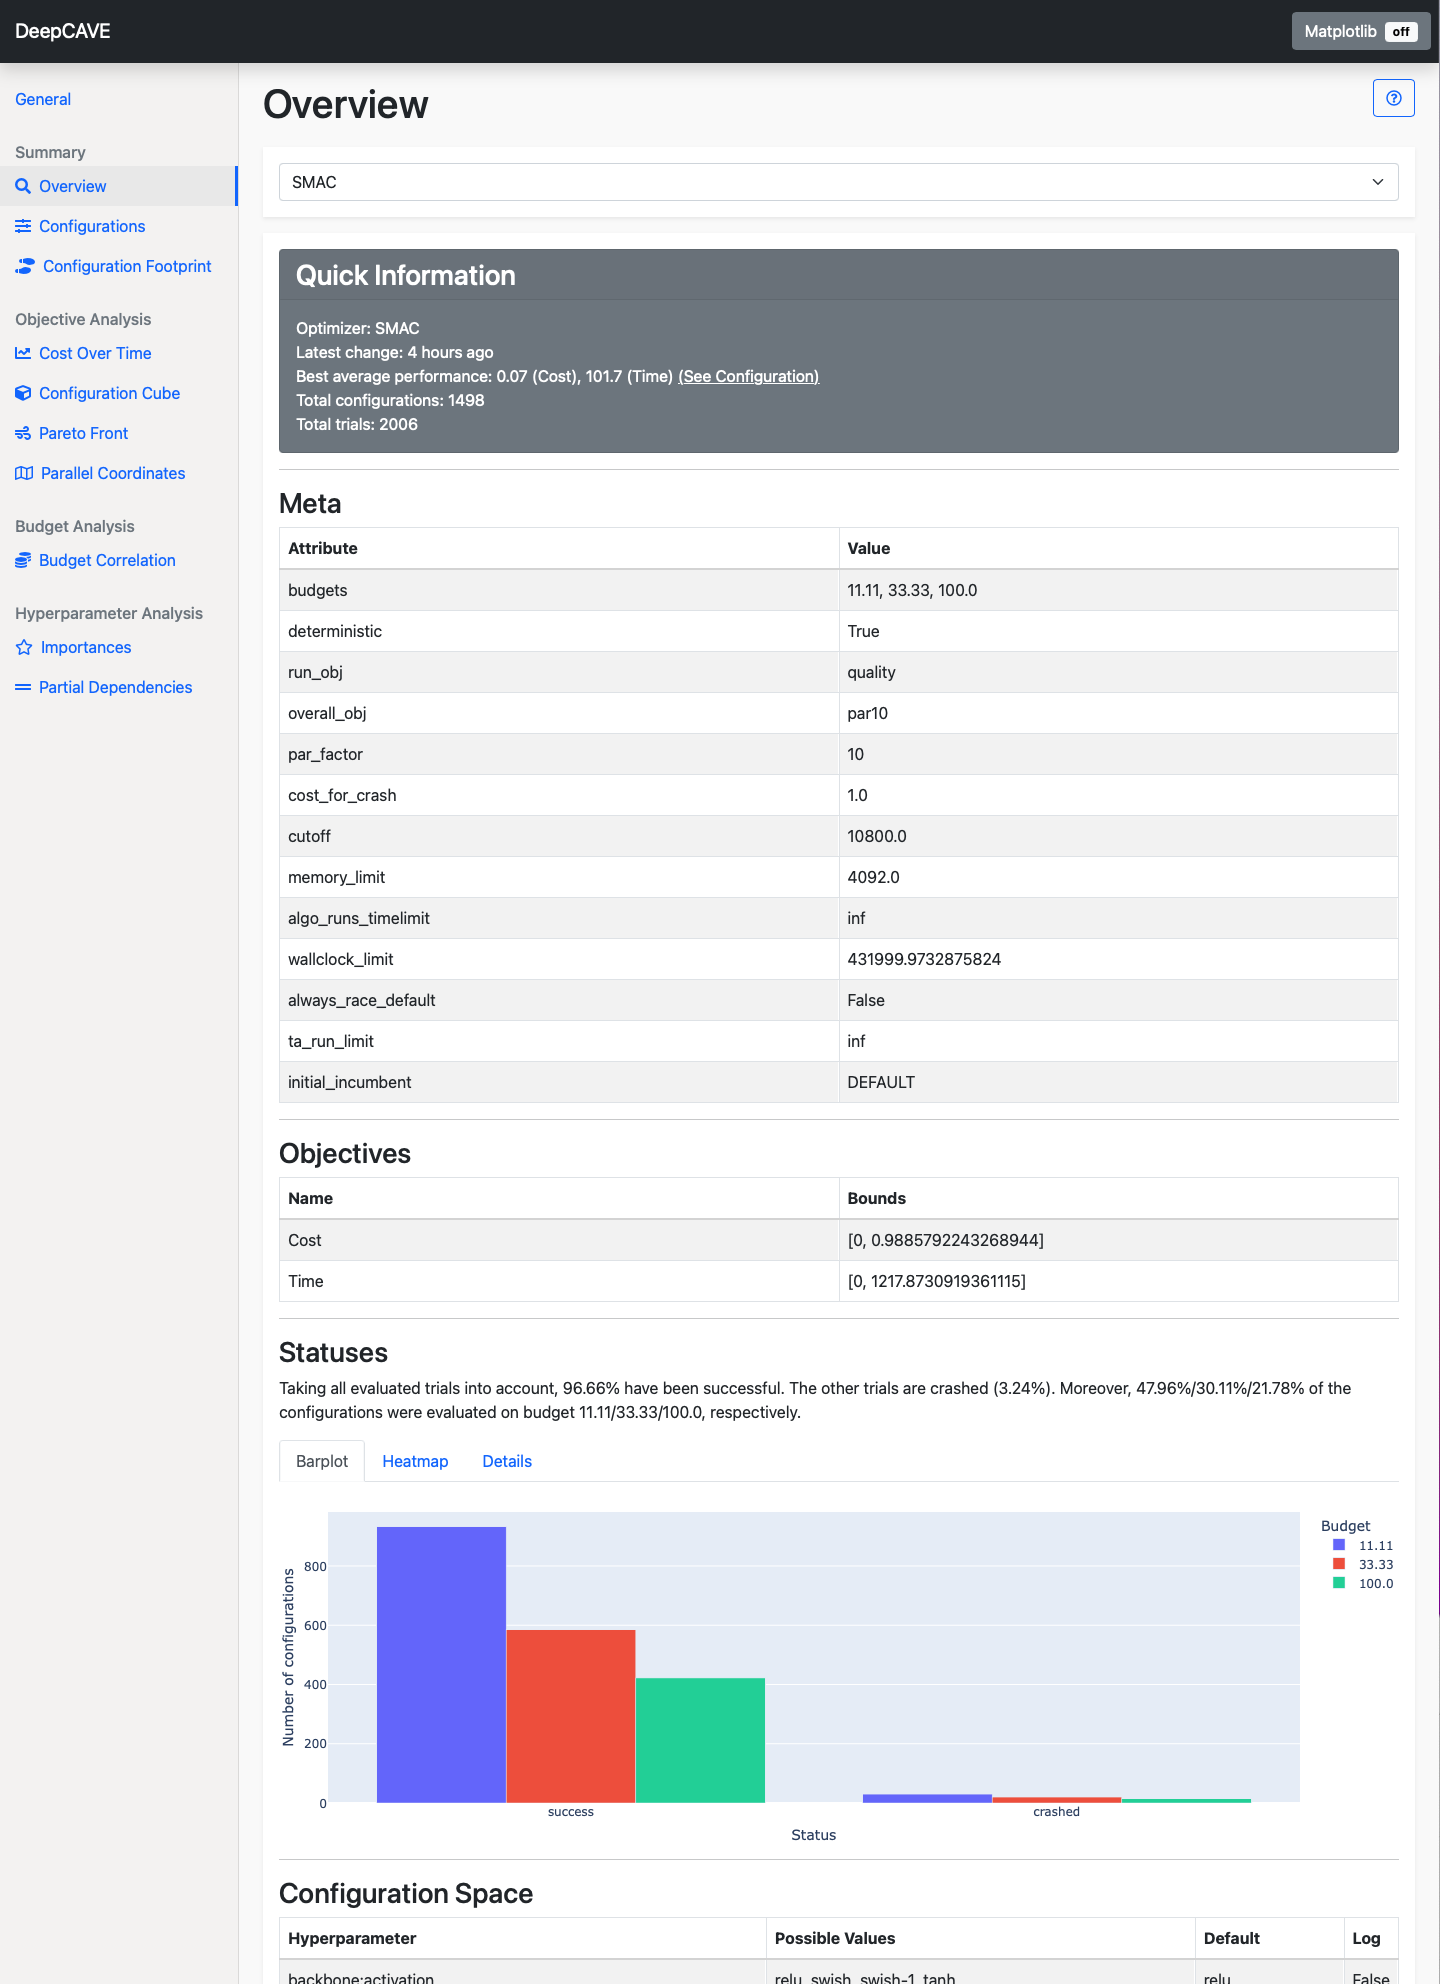 DeepCAVE
Matplotlib off
General
Summary
Overview
Configurations
Configuration Footprint
Objective Analysis
Cost Over Time
Configuration Cube
Pareto Front
Parallel Coordinates
Budget Analysis
Budget Correlation
Hyperparameter Analysis
Importances
Partial Dependencies
Overview
SMAC
Quick Information
Optimizer: SMAC
Latest change: 4 hours ago
Best average performance: 0.07 (Cost), 101.7 (Time) (See Configuration)
Total configurations: 1498
Total trials: 2006
Meta
Attribute Value
budgets 11.11, 33.33, 100.0
deterministic True
run_obj quality
overall_obj par10
par_factor 10
cost_for_crash 1.0
cutoff 10800.0
memory_limit 4092.0
algo_runs_timelimit inf
wallclock_limit 431999.9732875824
always_race_default False
ta_run_limit inf
initial_incumbent DEFAULT
Objectives
Name Bounds
Cost [0, 0.9885792243268944]
Time [0, 1217.8730919361115]
Statuses
Taking all evaluated trials into account, 96.66% have been successful. The other trials are crashed (3.24%). Moreover, 47.96%/30.11%/21.78% of the
configurations were evaluated on budget 11.11/33.33/100.0, respectively.
Barplot Heatmap Details
Number of configurations
800
600
400
200
0
success crashed
Status
Budget
11.11
33.33
100.0
Configuration Space
Hyperparameter Possible Values Default Log
backbone:activation relu, swish, swish-1, tanh relu False